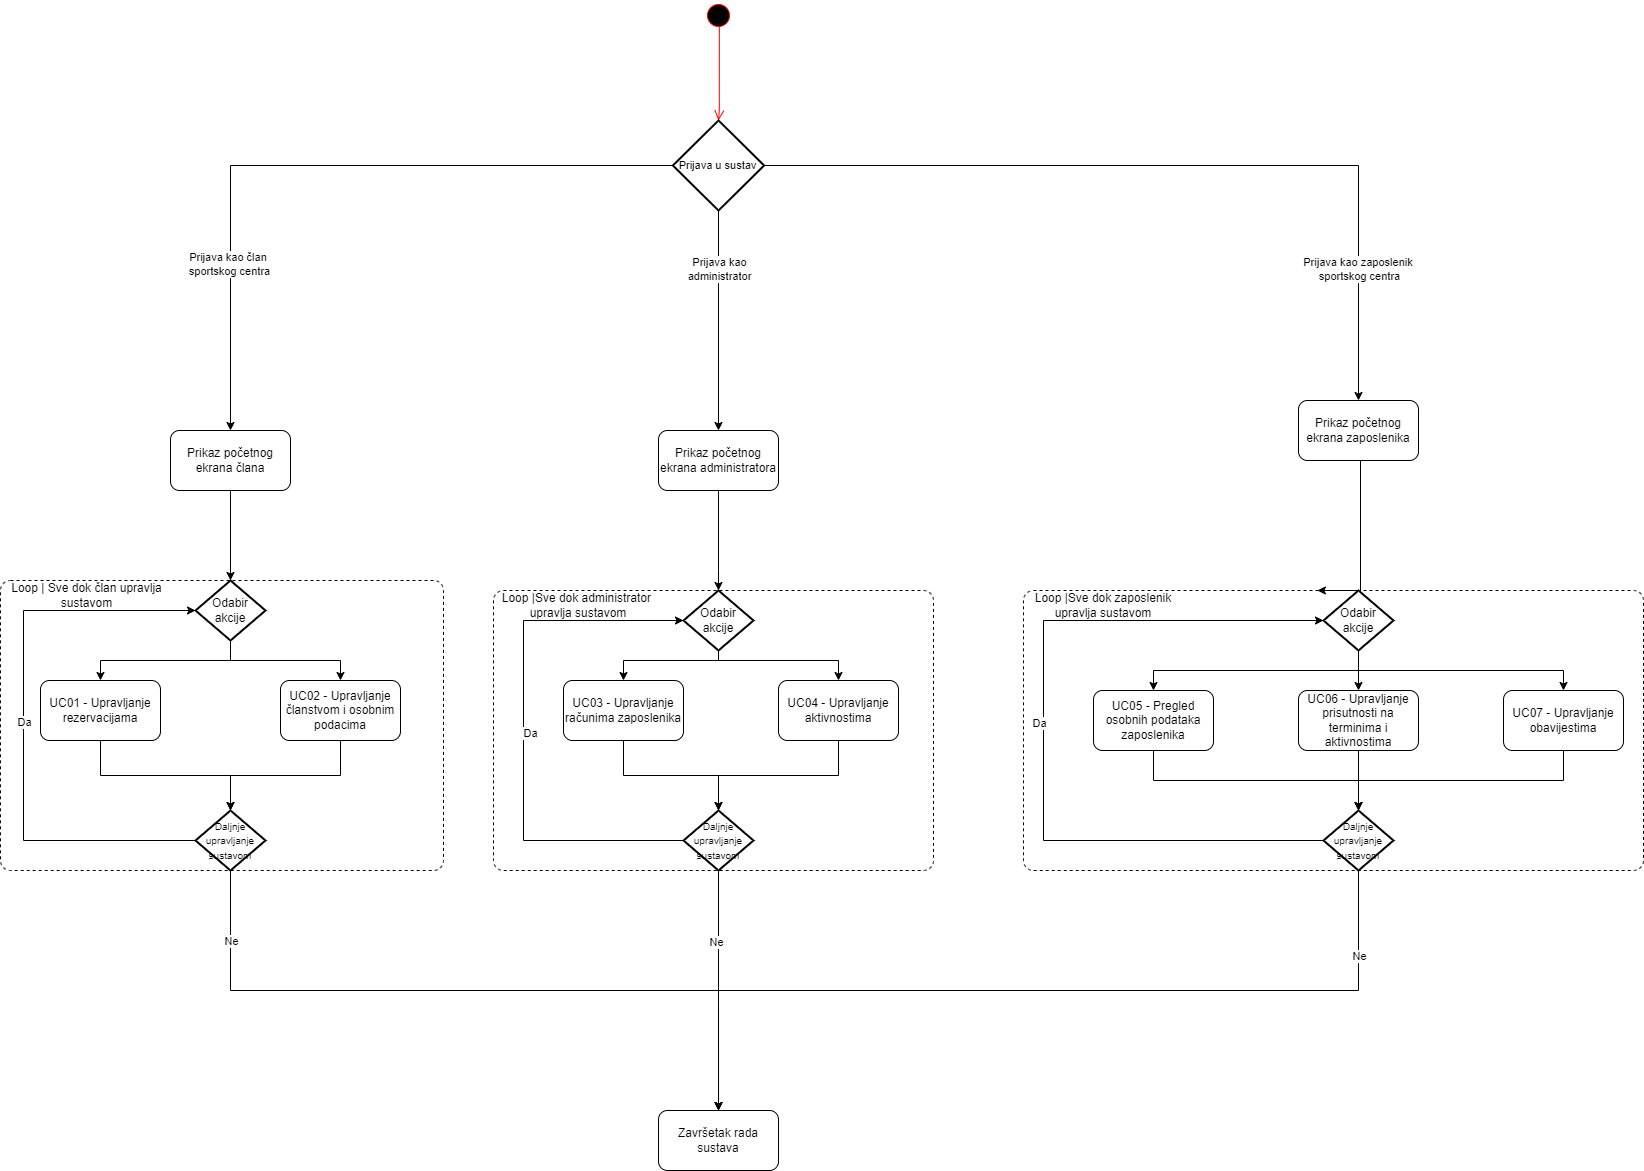 Prijava u sustav
Prijava kao član
sportskog centra
Prijava kao
administrator
Prijava kao zaposlenik
sportskog centra
Prikaz početnog
ekrana člana
Prikaz početnog
ekrana administratora
Prikaz početnog
ekrana zaposlenika
Loop | Sve dok član upravlja
sustavom
Odabir
akcije
UC01 - Upravljanje
rezervacijama
UC02 - Upravljanje
članstvom i osobnim
podacima
Da
Daljnje
upravljanje
sustavom
Ne
Loop |Sve dok administrator
upravlja sustavom
Odabir
akcije
UC03 - Upravljanje
računima zaposlenika
UC04 - Upravljanje
aktivnostima
Da
Daljnje
upravljanje
sustavom
Ne
Loop |Sve dok zaposlenik
upravlja sustavom
Odabir
akcije
UC05 - Pregled
osobnih podataka
zaposlenika
UC06 - Upravljanje
prisutnosti na
terminima i
aktivnostima
UC07 - Upravljanje
obavijestima
Da
Daljnje
upravljanje
sustavom
Ne
Završetak rada
sustava